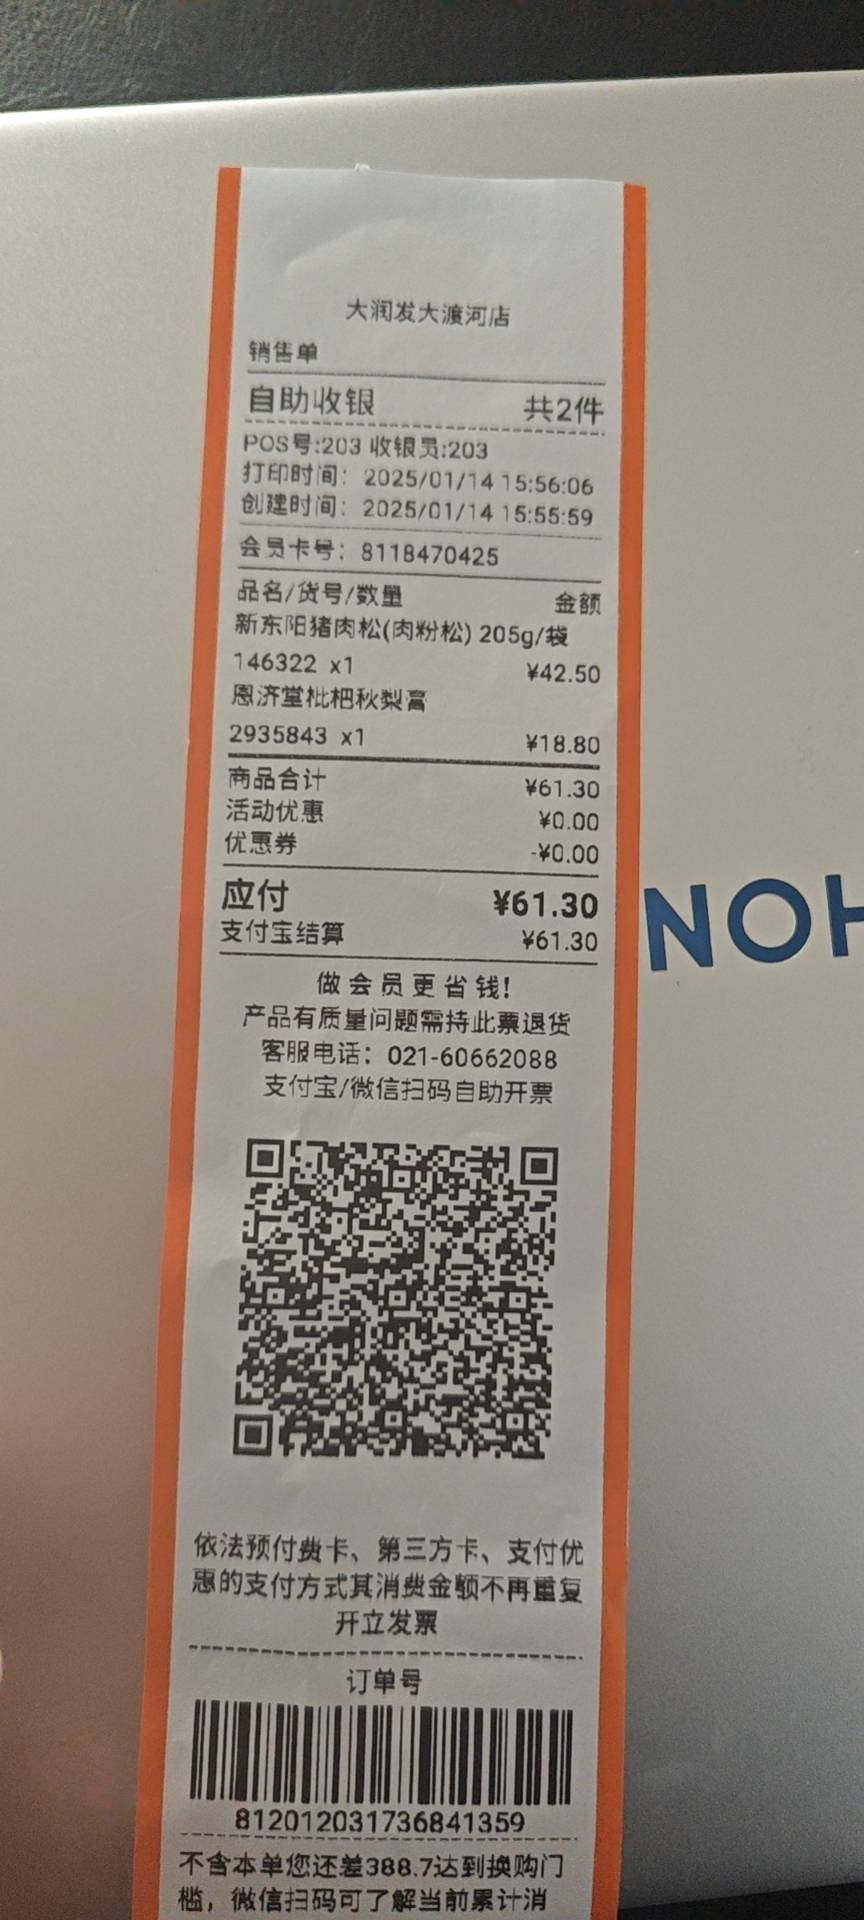 大润发大渡河店
销售单
自助收银 共2件
POS号:203 收银员:203
打印时间： 2025/01/14 15:56:06
创建时间： 2025/01/14 15:55:59
会员卡号： 8118470425
品名/货号/数量 金额
新东阳猪肉松(肉粉松) 205g/袋
146322 x1 ¥42.50
恩济堂枇杷秋梨膏
2935843 x1 ¥18.80
商品合计 ¥61.30
活动优惠 ¥0.00
优惠券 -¥0.00
应付 ¥61.30
支付宝结算 ¥61.30
做会员更省钱!
产品有质量问题需持此票退货
客服电话： 021-60662088
支付宝/微信扫码自助开票
依法预付费卡、第三方卡、支付优
惠的支付方式其消费金额不再重复
开立发票
订单号
812012031736841359
不含本单您还差388.7达到换购门
槛，微信扫码可了解当前累计消
NOH